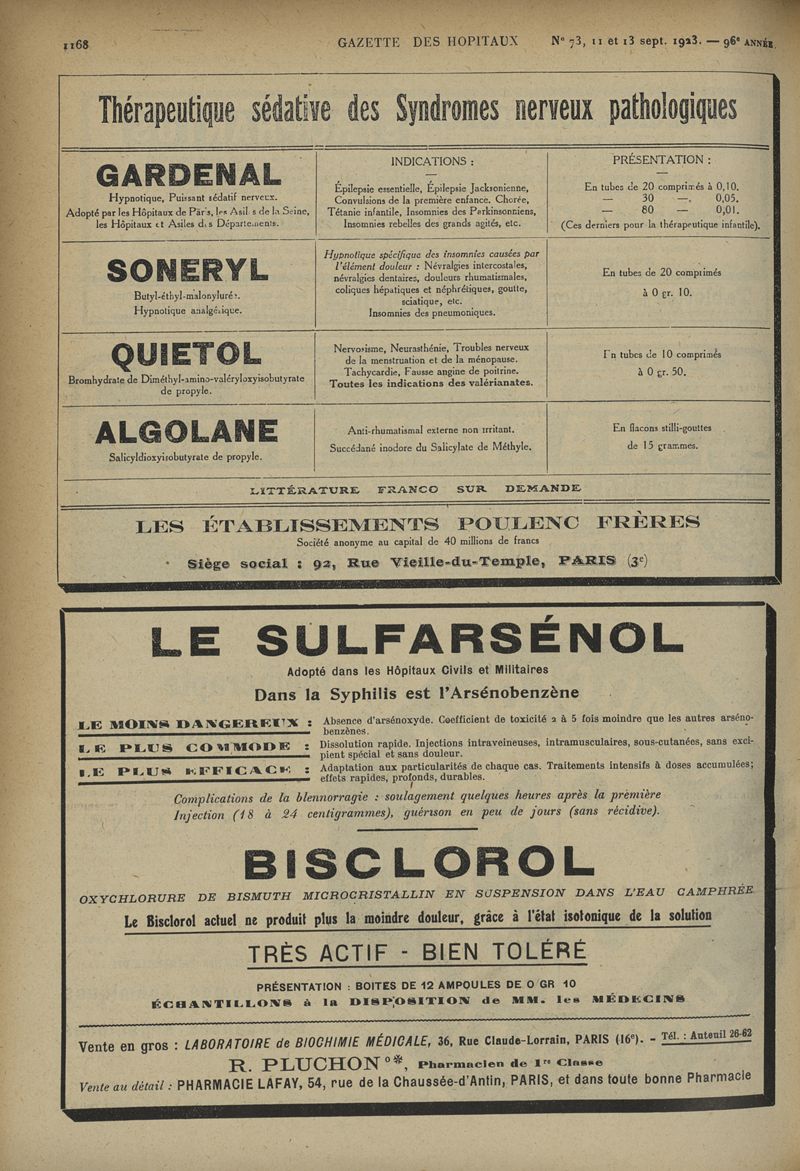 1168 GAZETTE DES HOPITAUX N° 73, 11 et 13 sept. 1923. — 96e ANNÉE
Thérapeutique sédative des Syndromes nerveux pathologiques
GARDENAL
Hypnotique, Puissant sédatif nerveux.
Adopté par les Hôpitaux de Paris, les Asiles de la Seine,
les Hôpitaux et Asiles des Départements.
INDICATIONS :
Épilepsie essentielle, Épilepsie Jacksonienne,
Convulsions de la première enfance. Chorée,
Tétanie infantile, Insomnies des Parkinsonniens,
Insomnies rebelles des grands agités, etc.
PRÉSENTATION :
En tubes de 20 comprimés à 0,10.
— 30 —. 0,05.
— 80 — 0,01.
(Ces derniers pour la thérapeutique infantile).
SONERYL
Butyl-éthyl-malonylurée.
Hypnotique analgésique.
Hypnotique spécifique des insomnies causées par
l'élément douleur : Névralgies intercostales,
névralgies dentaires, douleurs rhumatismales,
coliques hépatiques et néphrétiques, goutte,
sciatique, etc.
Insomnies des pneumoniques.
En tubes de 20 comprimés
à 0 gr. 10.
QUIETOL
Bromhydrate de Diméthyl-amino-valéryloxyisobutyrate
de propyle.
Nervosisme, Neurasthénie, Troubles nerveux
de la menstruation et de la ménopause.
Tachycardie, Fausse angine de poitrine.
Toutes les indications des valérianates.
En tubes de 10 comprimés
à 0 gr. 50.
ALGOLANE
Salicyldioxyisobutyrate de propyle.
Anti-rhumatismal externe non irritant.
Succédané inodore du Salicylate de Méthyle.
En flacons stilli-gouttes
de 15 grammes.
LITTÉRATURE FRANCO SUR DEMANDE
LES ÉTABLISSEMENTS POULENC FRÈRES
Société anonyme au capital de 40 millions de francs
Siège social : 92, Rue Vieille-du-Temple, PARIS (3e)
LE SULFARSÉNOL
Adopté dans les Hôpitaux Civils et Militaires
Dans la Syphilis est l'Arsénobenzène
LE MOINS DANGEREUX : Absence d'arsénoxyde. Coefficient de toxicité 2 à 5 fois moindre que les autres arséno-
benzènes.
LE PLUS COMMODE : Dissolution rapide. Injections intraveineuses, intramusculaires, sous-cutanées, sans exci-
pient spécial et sans douleur.
LE PLUS EFFICACE : Adaptation aux particularités de chaque cas. Traitements intensifs à doses accumulées;
effets rapides, profonds, durables.
Complications de la blennorragie : soulagement quelques heures après la première
Injection (18 à 24 centigrammes), guérison en peu de jours (sans récidive).
BISCLOROL
OXYCHLORURE DE BISMUTH MICROCRISTALLIN EN SUSPENSION DANS L'EAU CAMPHRÉE
Le Bisclorol actuel ne produit plus la moindre douleur, grâce à l'état isotonique de la solution
TRÈS ACTIF - BIEN TOLÉRÉ
PRÉSENTATION : BOITES DE 12 AMPOULES DE 0 GR 10
ÉCHANTILLONS à la DISPOSITION de MM. les MÉDECINS
Vente en gros : LABORATOIRE de BIOCHIMIE MÉDICALE, 36, Rue Claude-Lorrain, PARIS (16e). - Tél. : Auteuil 26-62
R. PLUCHON O*, Pharmacien de 1re Classe
Vente au détail : PHARMACIE LAFAY, 54, rue de la Chaussée-d'Antin, PARIS, et dans toute bonne Pharmacie